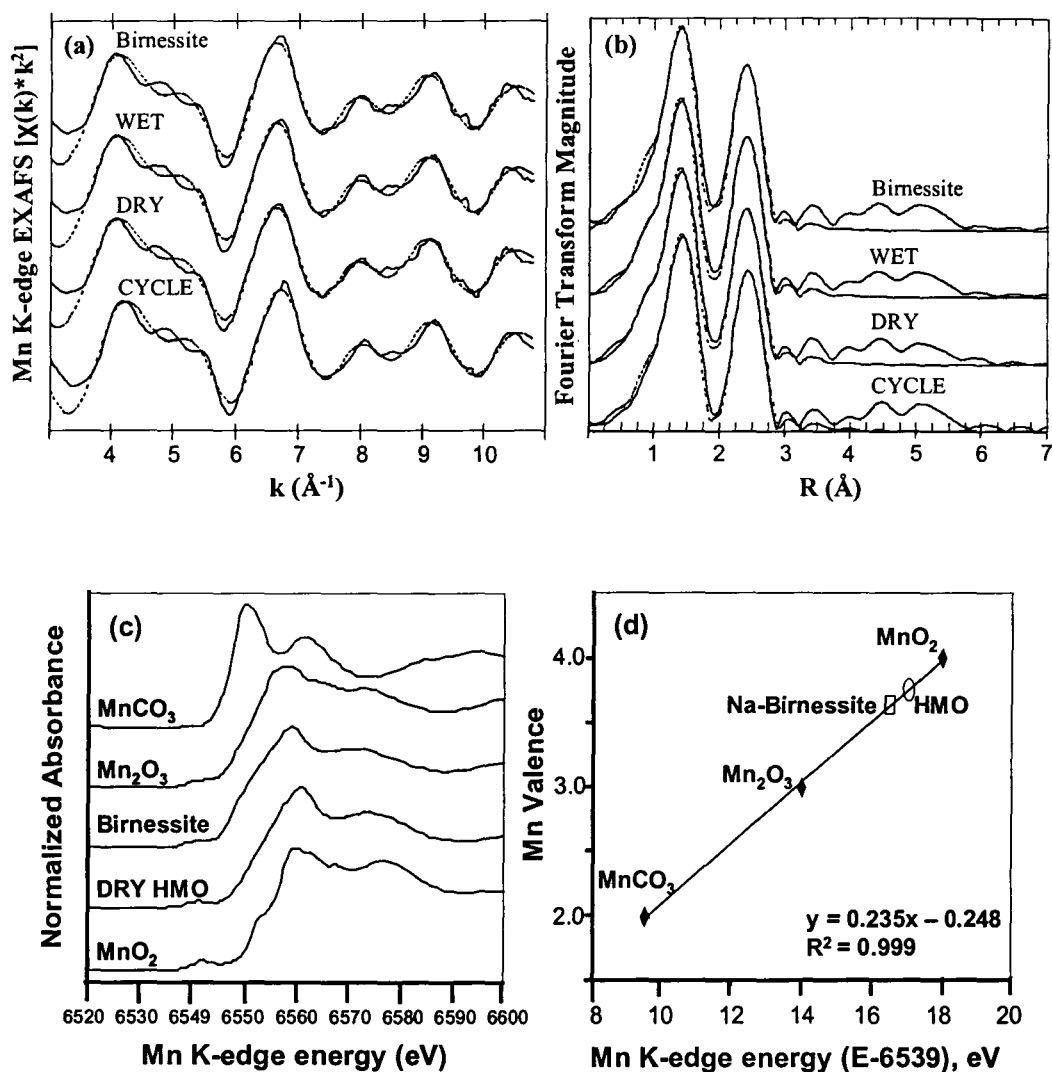 (a)
Birnessite
WET
DRY
CYCLE
Mn K-edge EXAFS [χ(k)*k²]
4 5 6 7 8 9 10
k (Å⁻¹)
(b)
Birnessite
WET
DRY
CYCLE
Fourier Transform Magnitude
1 2 3 4 5 6 7
R (Å)
(c)
MnCO₃
Mn₂O₃
Birnessite
DRY HMO
MnO₂
Normalized Absorbance
6520 6530 6549 6550 6560 6570 6580 6590 6600
Mn K-edge energy (eV)
(d)
MnO₂
Na-Birnessite
HMO
Mn₂O₃
MnCO₃
y = 0.235x – 0.248
R² = 0.999
Mn Valence
4.0
3.0
2.0
8 10 12 14 16 18 20
Mn K-edge energy (E-6539), eV